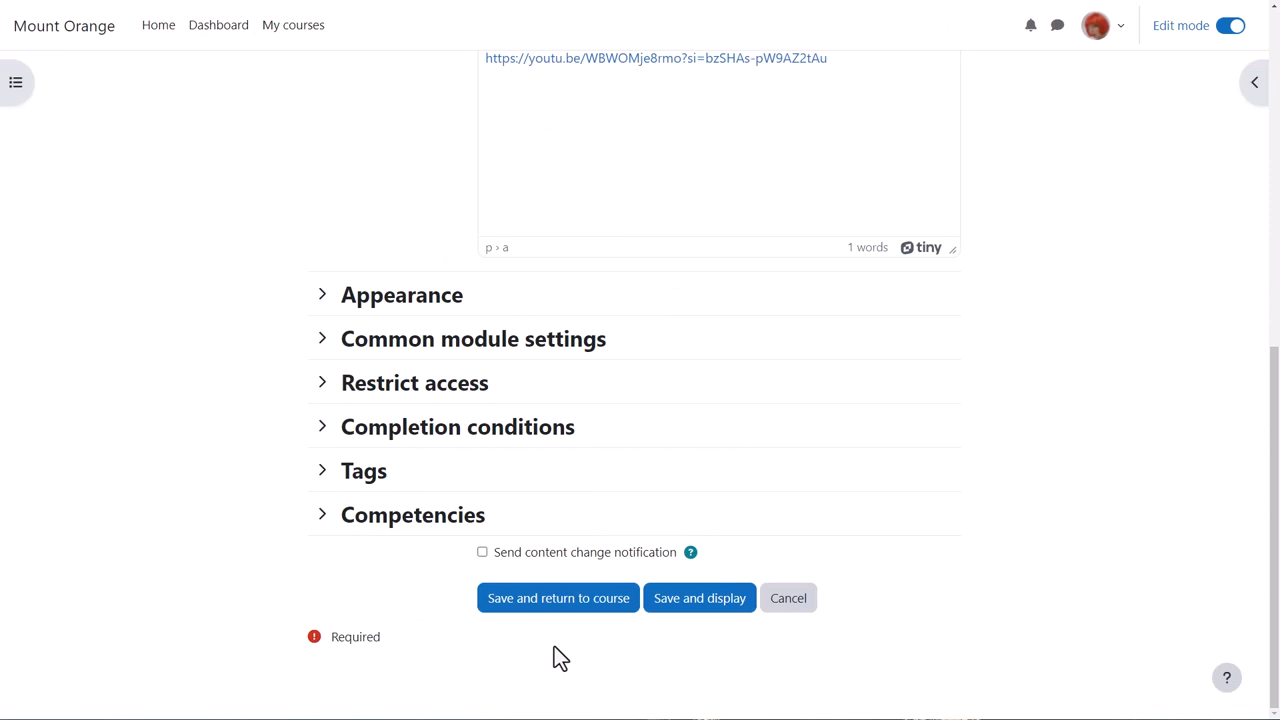 Mount Orange
Home
Dashboard
My courses
Edit mode
https://youtu.be/WBWOMje8rmo?si=bzSHAs-pW9AZ2tAu
p › a
1 words
tiny
Appearance
Common module settings
Restrict access
Completion conditions
Tags
Competencies
Send content change notification
?
Save and return to course
Save and display
Cancel
! Required
?